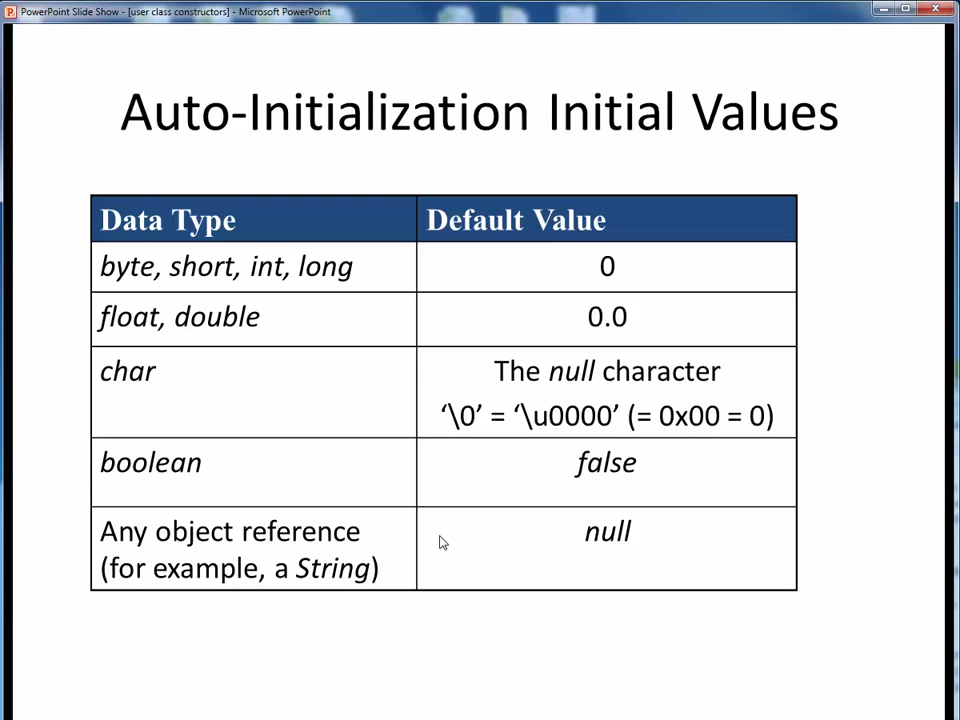 PowerPoint Slide Show - [user class constructors] - Microsoft PowerPoint
Auto-Initialization Initial Values
Data Type Default Value
byte, short, int, long 0
float, double 0.0
char The null character
‘\0’ = ‘\u0000’ (= 0x00 = 0)
boolean false
Any object reference null
(for example, a String)